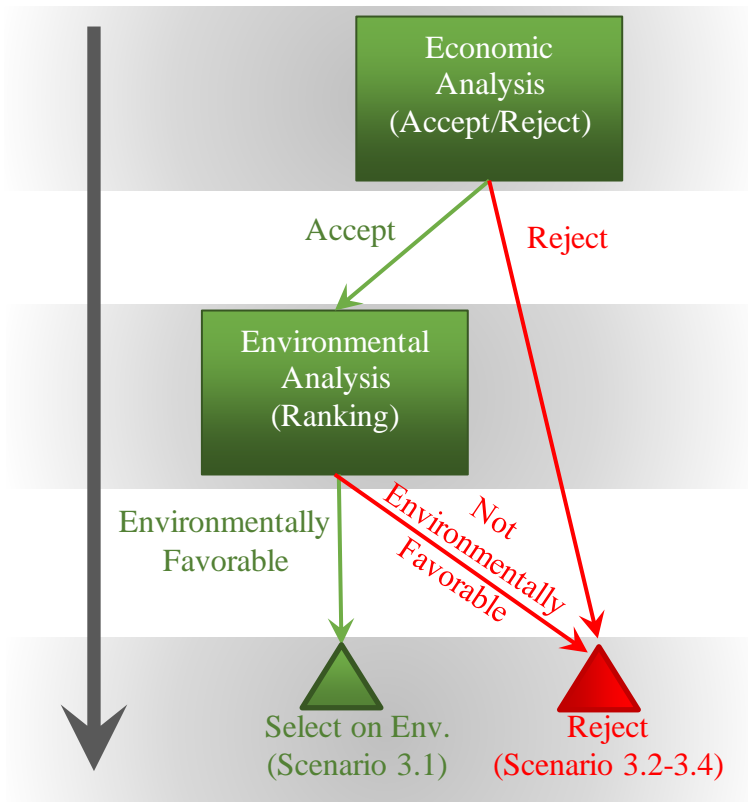 Economic
Analysis
(Accept/Reject)
Accept
Reject
Environmental
Analysis
(Ranking)
Environmentally
Favorable
Not
Environmentally
Favorable
Select on Env.
(Scenario 3.1)
Reject
(Scenario 3.2-3.4)